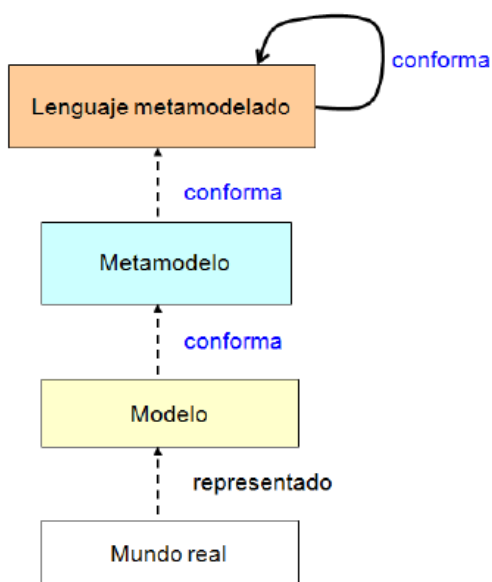 conforma
Lenguaje metamodelado
conforma
Metamodelo
conforma
Modelo
representado
Mundo real